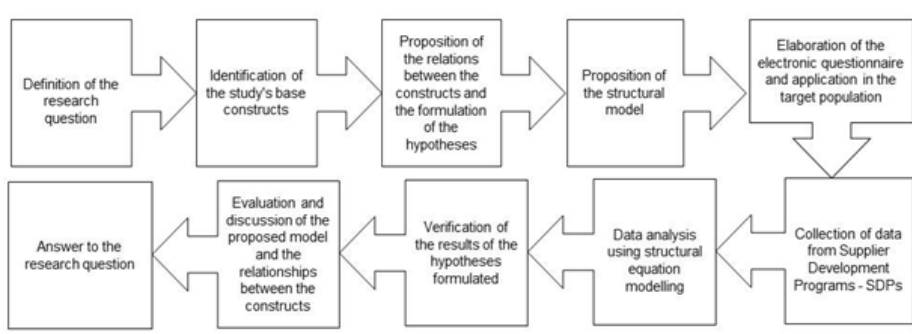 Definition of the
research
question
Identification of
the study's base
constructs
Proposition of
the relations
between the
constructs and
the formulation
of the
hypotheses
Proposition of
the structural
model
Elaboration of the
electronic questionnaire
and application in the
target population
Collection of data
from Supplier
Development
Programs - SDPs
Data analysis
using structural
equation
modelling
Verification of
the results of the
hypotheses
formulated
Evaluation and
discussion of the
proposed model
and the
relationships
between the
constructs
Answer to the
research question